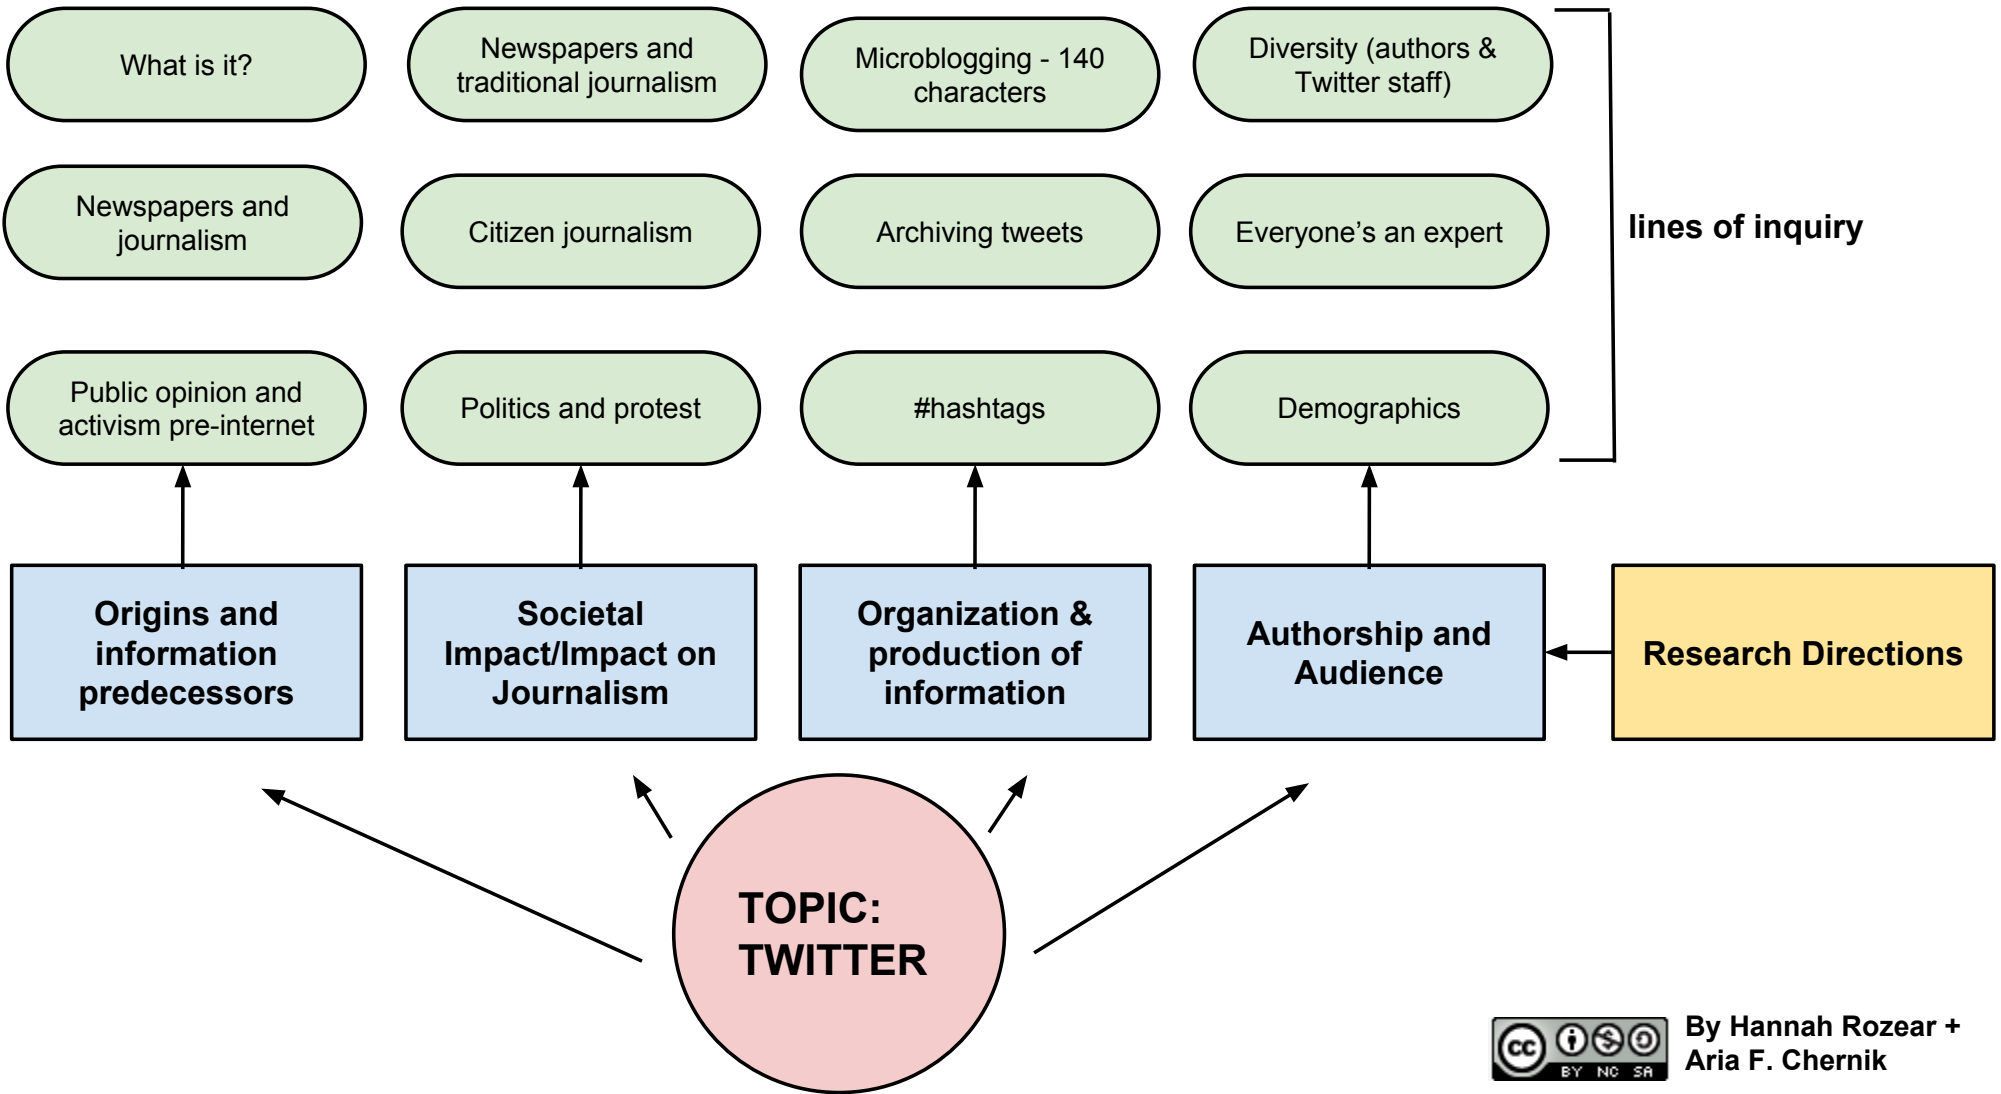 What is it?
Newspapers and
traditional journalism
Microblogging - 140
characters
Diversity (authors &
Twitter staff)
Newspapers and
journalism
Citizen journalism
Archiving tweets
Everyone’s an expert
lines of inquiry
Public opinion and
activism pre-internet
Politics and protest
#hashtags
Demographics
Origins and
information
predecessors
Societal
Impact/Impact on
Journalism
Organization &
production of
information
Authorship and
Audience
Research Directions
TOPIC:
TWITTER
cc
BY NC SA
By Hannah Rozear +
Aria F. Chernik